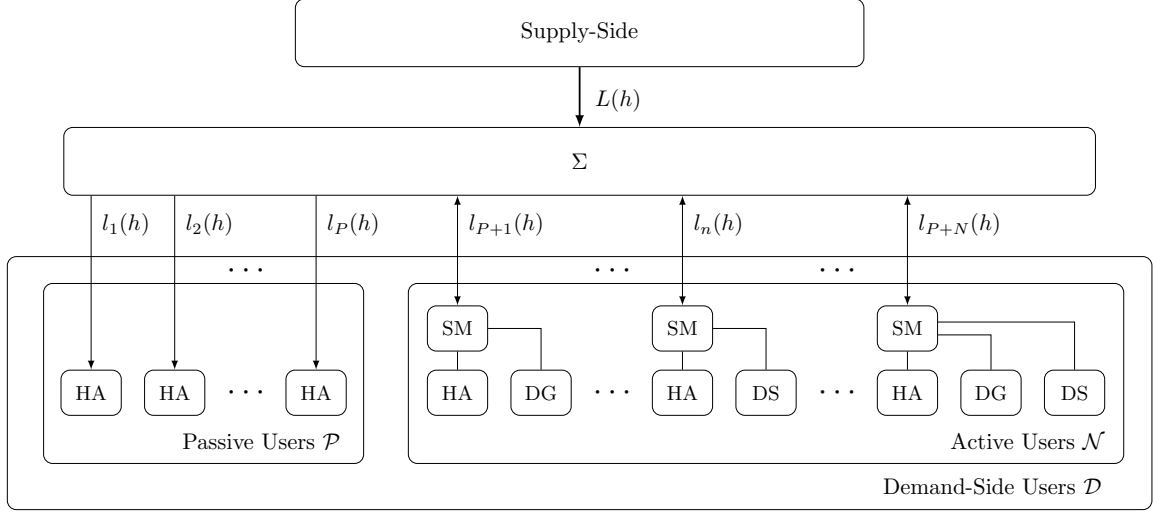 Supply-Side
L(h)
Σ
l_1(h) l_2(h) l_P(h) l_{P+1}(h) l_n(h) l_{P+N}(h)
· · · · · · · · ·
SM SM SM
HA HA · · · HA HA DG · · · HA DS · · · HA DG DS
Passive Users 𝒫 Active Users 𝒩
Demand-Side Users 𝒟